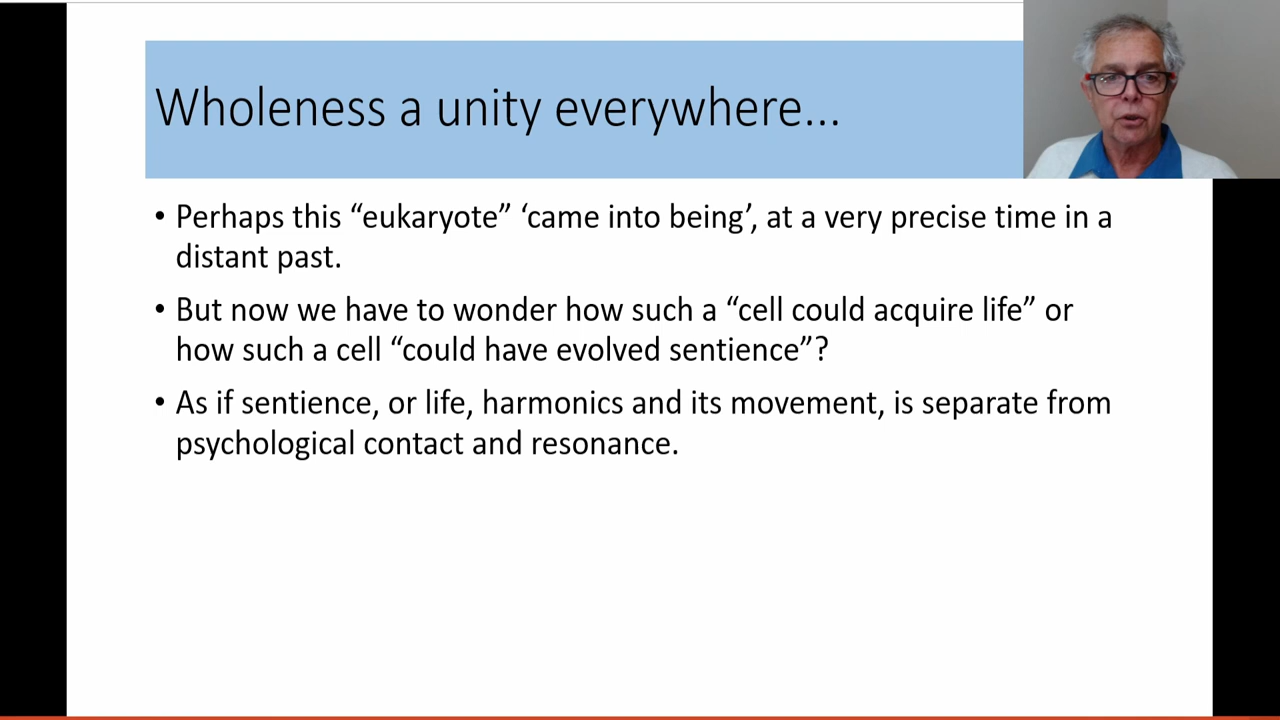 Wholeness a unity everywhere...
• Perhaps this “eukaryote” ‘came into being’, at a very precise time in a
distant past.
• But now we have to wonder how such a “cell could acquire life” or
how such a cell “could have evolved sentience”?
• As if sentience, or life, harmonics and its movement, is separate from
psychological contact and resonance.